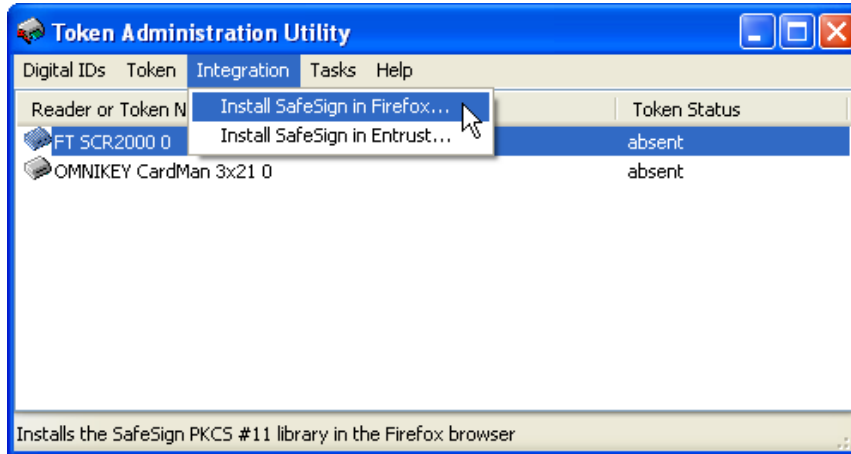 Token Administration Utility
Digital IDs Token Integration Tasks Help
Reader or Token N
Token Status
Install SafeSign in Firefox...
Install SafeSign in Entrust...
FT SCR2000 0
absent
OMNIKEY CardMan 3x21 0
absent
Installs the SafeSign PKCS #11 library in the Firefox browser